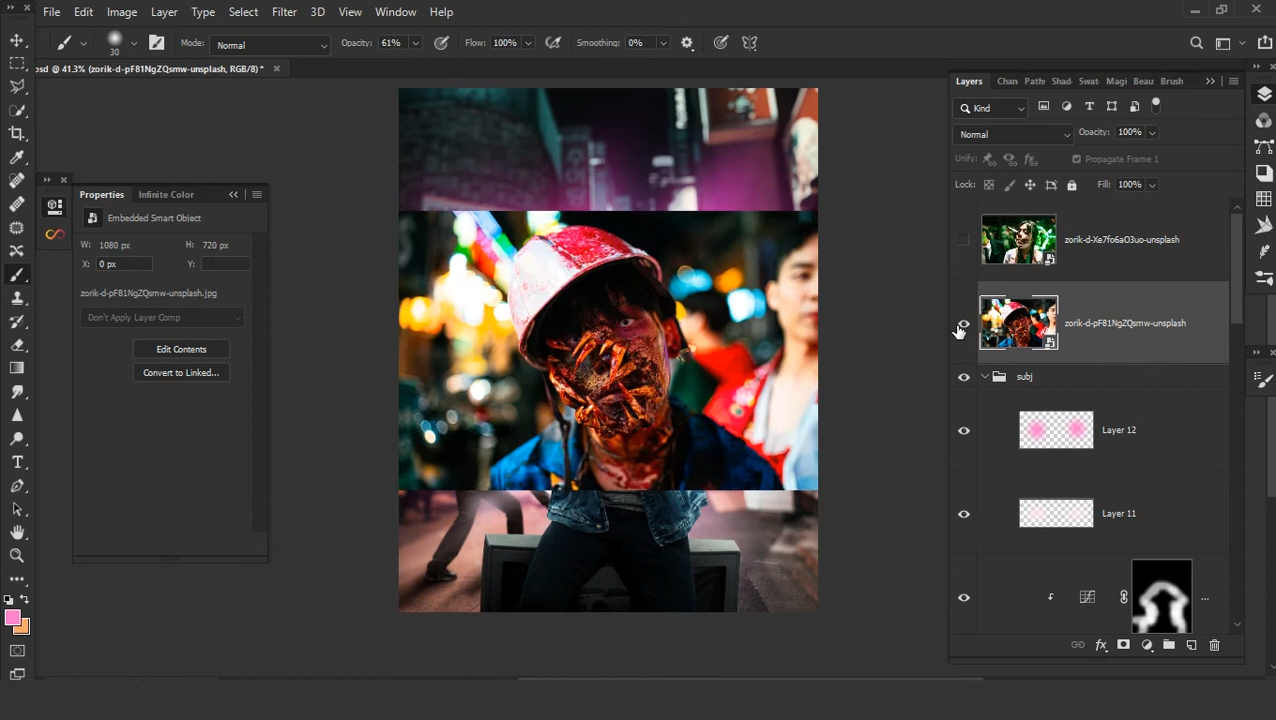 File Edit Image Layer Type Select Filter 3D View Window Help
30 Mode: Normal Opacity: 61% Flow: 100% Smoothing: 0%
psd @ 41.3% (zorik-d-pF81NgZQsmw-unsplash, RGB/8) *
Layers Chan Paths Shad Swat Magi Beau Brush
Kind
Normal Opacity: 100%
Unify: Propagate Frame 1
Lock: Fill: 100%
Properties Infinite Color
Embedded Smart Object
W: 1080 px H: 720 px
X: 0 px Y:
zorik-d-pF81NgZQsmw-unsplash.jpg
Don't Apply Layer Comp
Edit Contents
Convert to Linked...
zorik-d-Xe7fo6aO3uo-unsplash
zorik-d-pF81NgZQsmw-unsplash
subj
Layer 12
Layer 11
...